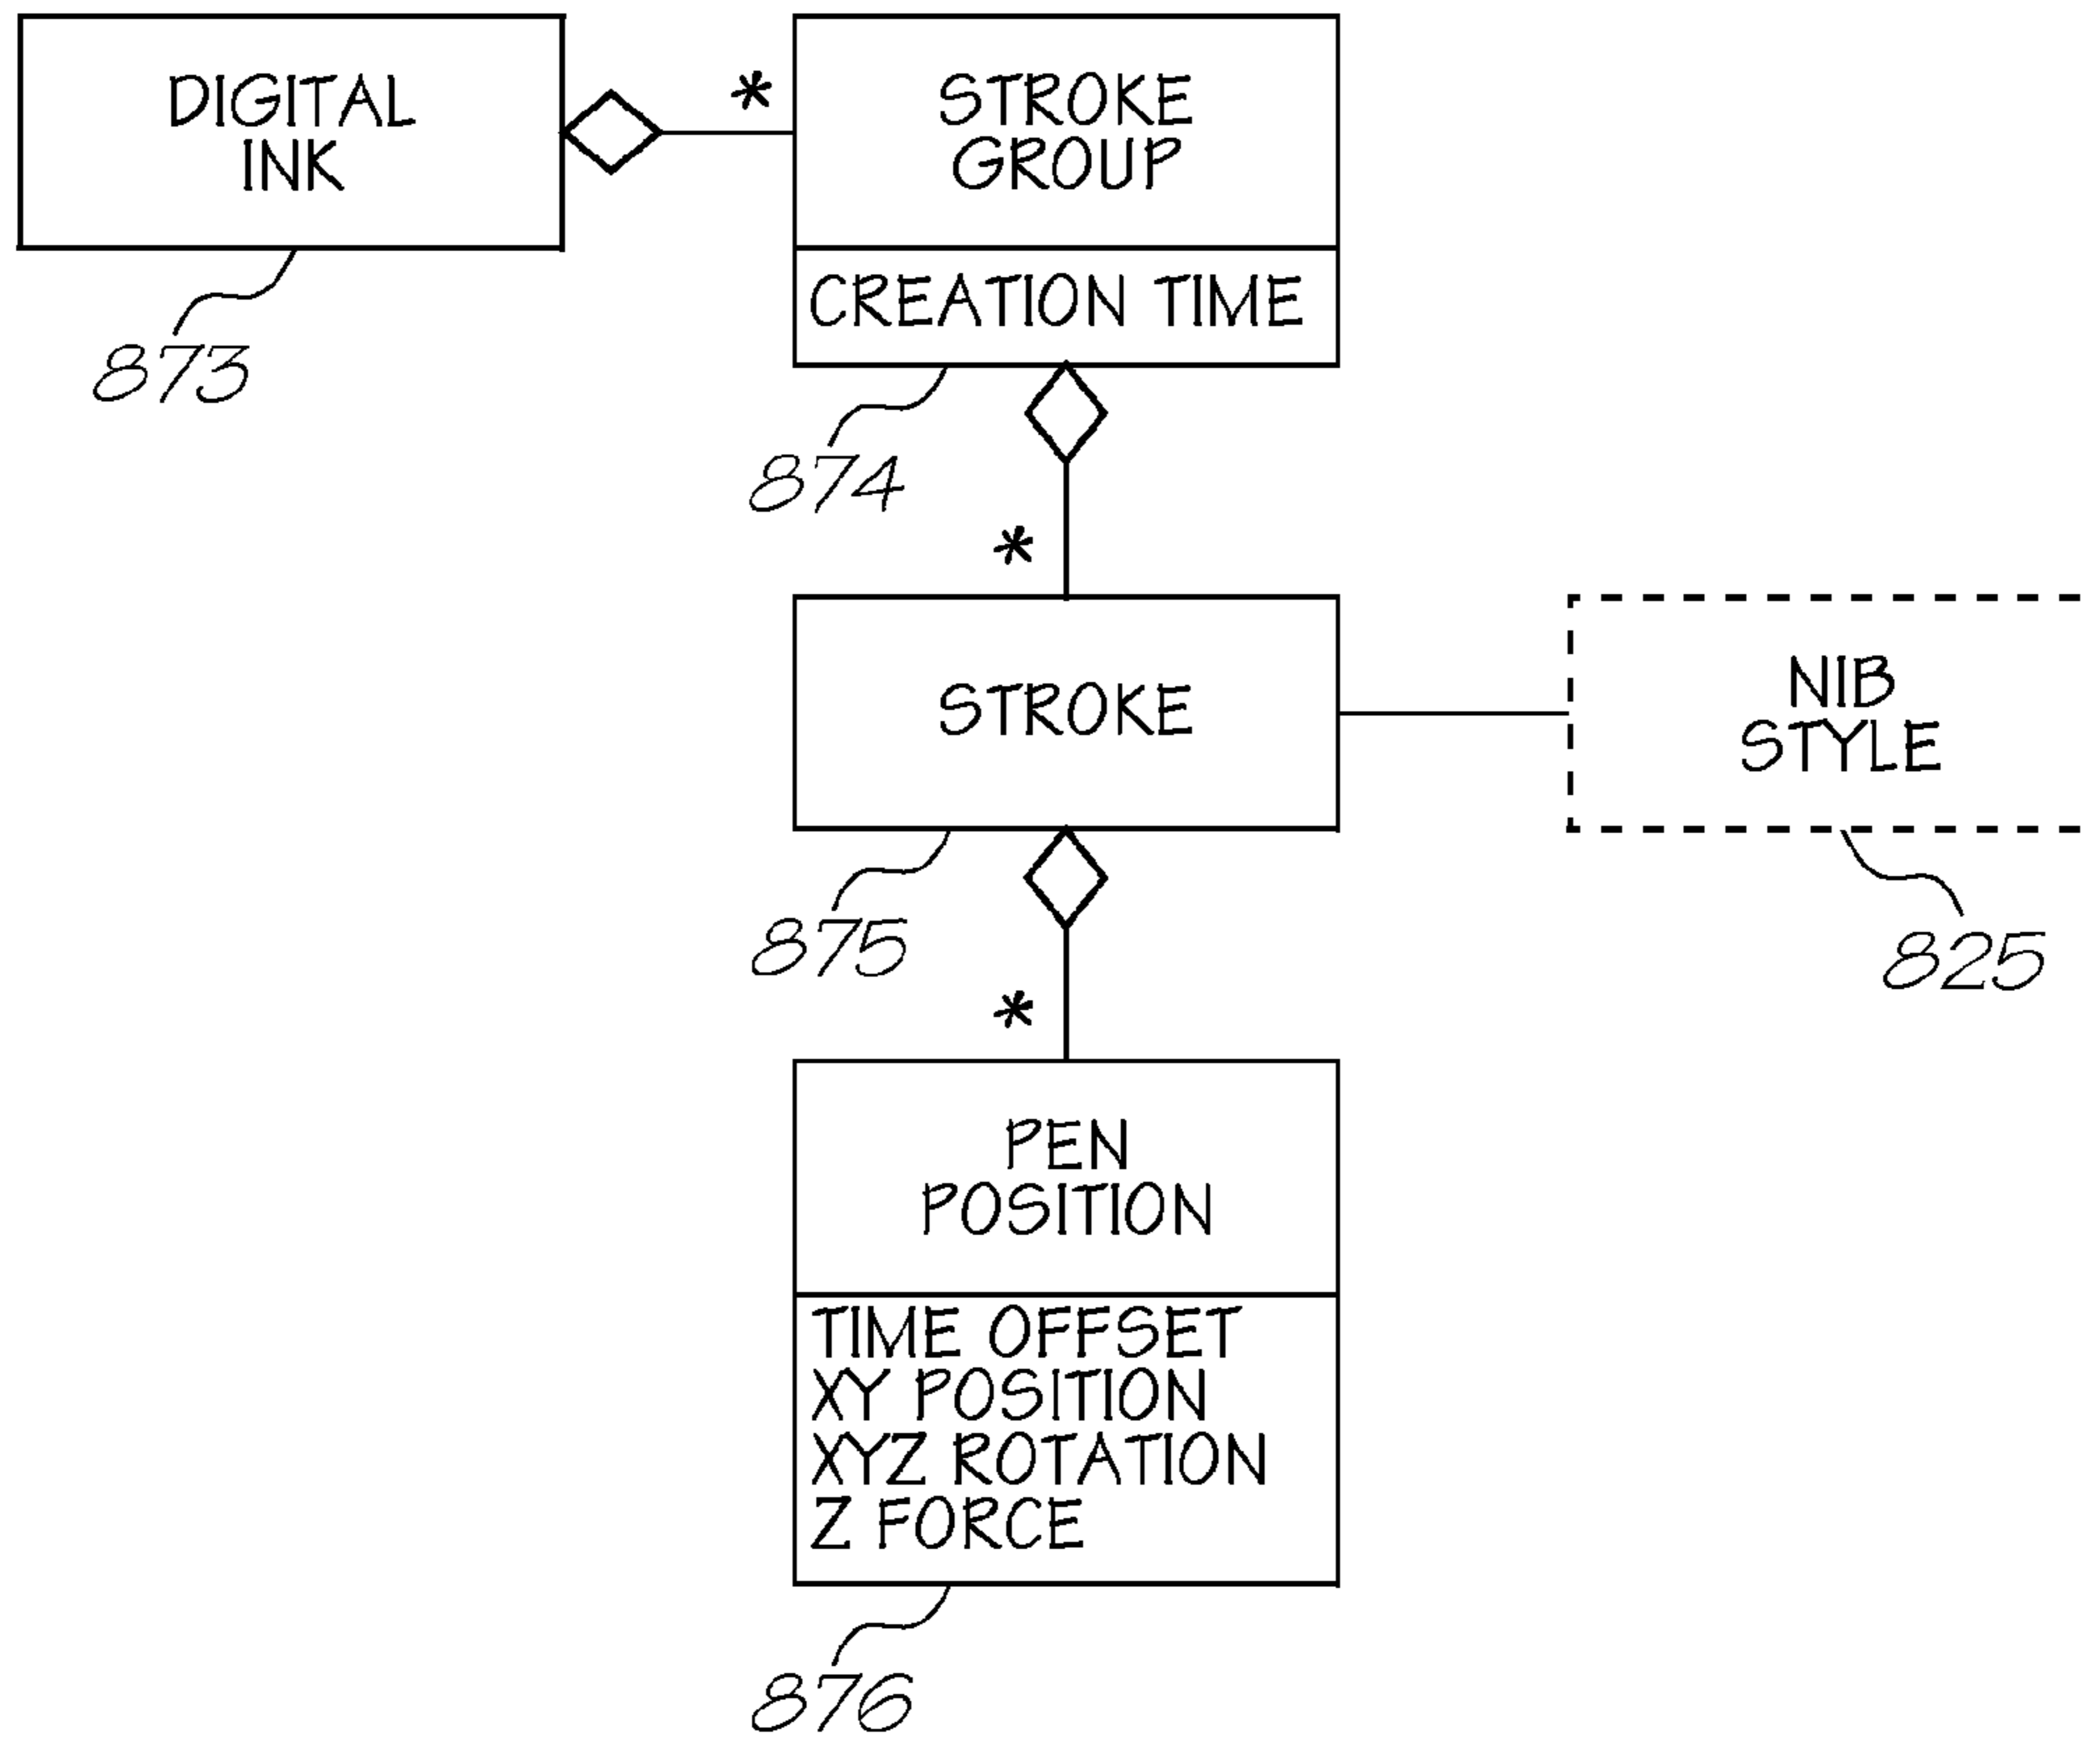 DIGITAL
INK
*
STROKE
GROUP
CREATION TIME
873
874
*
STROKE
NIB
STYLE
875
825
*
PEN
POSITION
TIME OFFSET
XY POSITION
XYZ ROTATION
Z FORCE
876